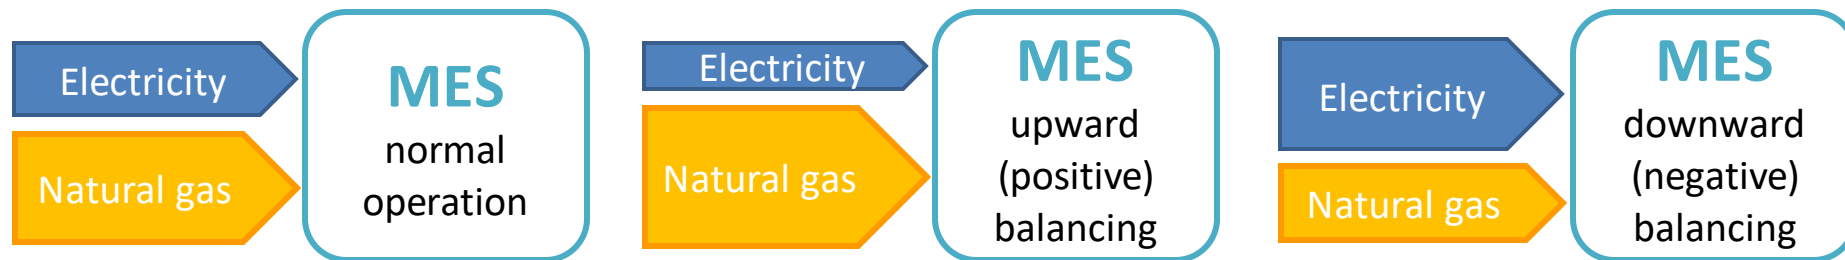 Electricity
Natural gas
MES
normal
operation
Electricity
Natural gas
MES
upward
(positive)
balancing
Electricity
Natural gas
MES
downward
(negative)
balancing